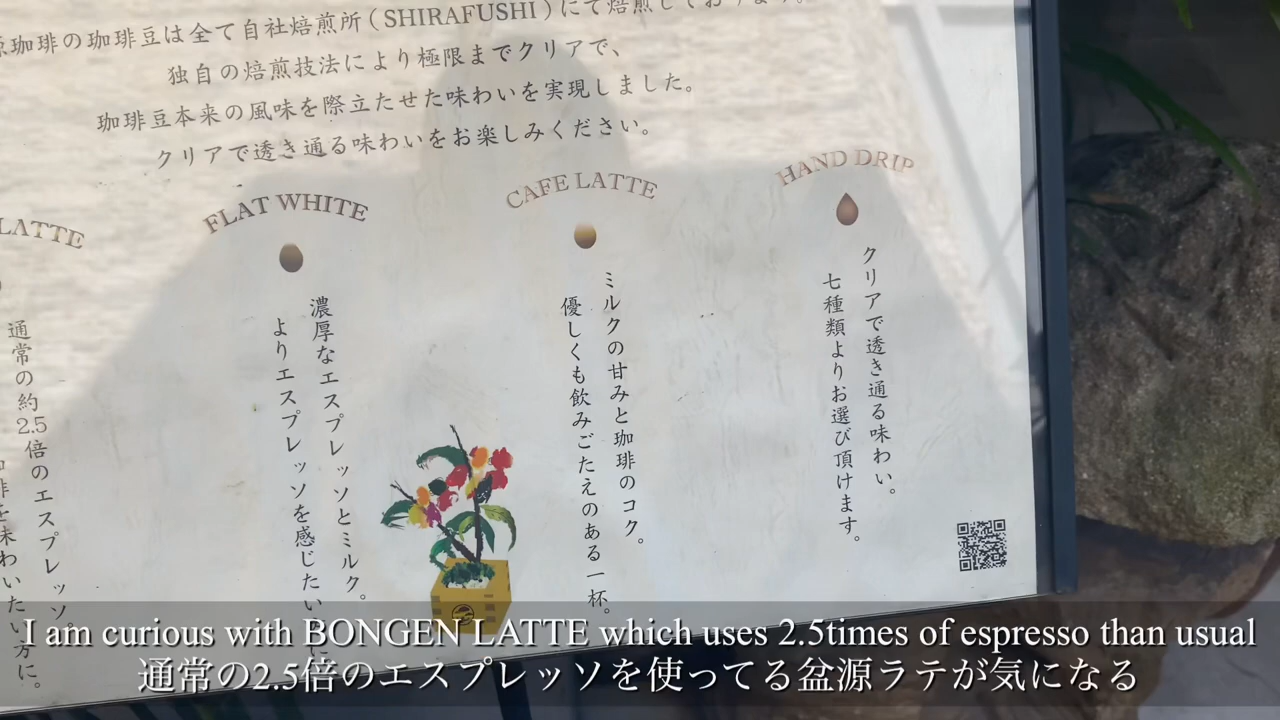 源珈琲の珈琲豆は全て自社焙煎所(SHIRAFUSHI)にて焙煎しております。
独自の焙煎技法により極限までクリアで、
珈琲豆本来の風味を際立たせた味わいを実現しました。
クリアで透き通る味わいをお楽しみください。
HAND DRIP
クリアで透き通る味わい。
七種類よりお選び頂けます。
CAFE LATTE
ミルクの甘みと珈琲のコク。
優しくも飲みごたえのある一杯。
FLAT WHITE
濃厚なエスプレッソとミルク。
よりエスプレッソを感じたい
LATTE
通常の約2.5倍のエスプレッソ。
を味わいたい方に。
I am curious with BONGEN LATTE which uses 2.5times of espresso than usual
通常の2.5倍のエスプレッソを使ってる盆源ラテが気になる